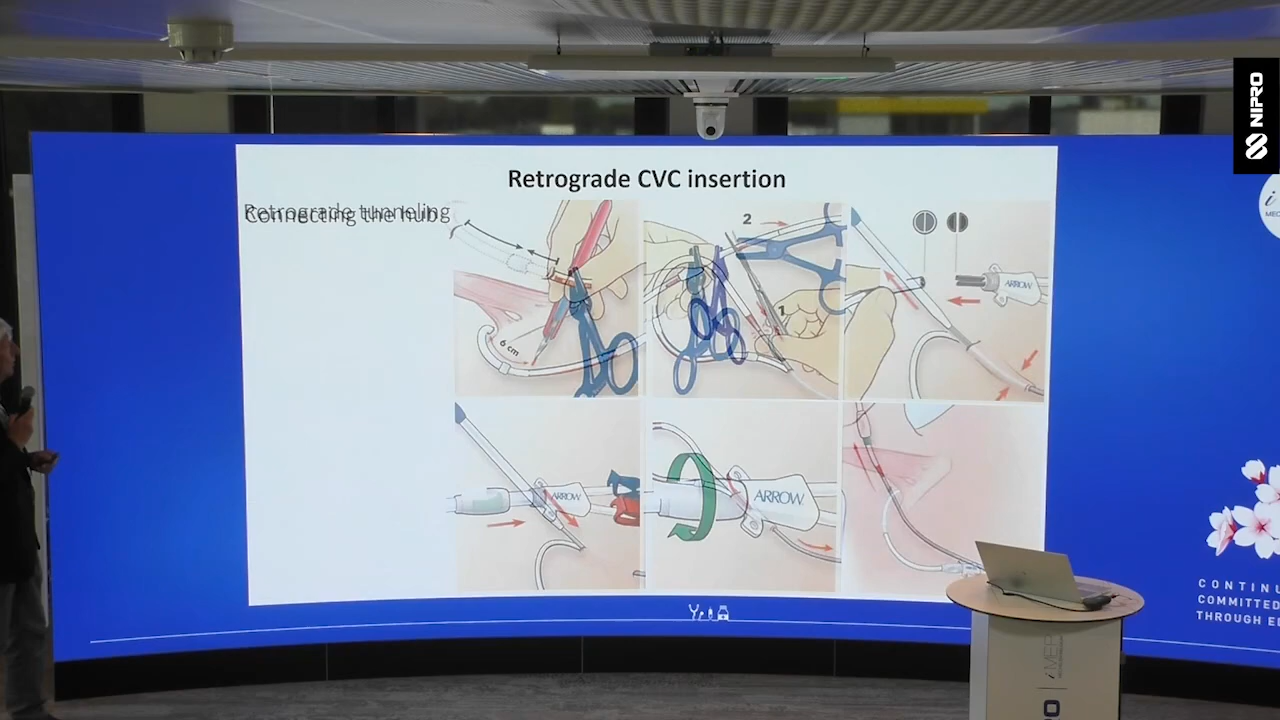 NIPRO
Retrograde CVC insertion
Retrograde tunneling
Connecting the hub
2
1
6 cm
ARROW
ARROW
ARROW
CONTINU
COMMITTED
THROUGH E